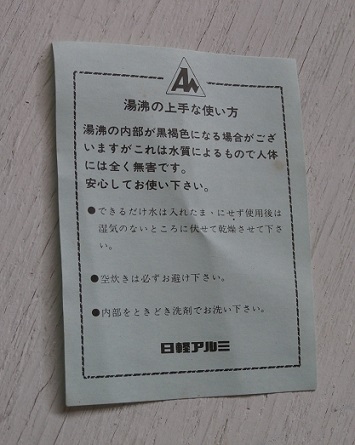 湯沸の上手な使い方
湯沸の内部が黒褐色になる場合がござ
いますがこれは水質によるもので人体
には全く無害です。
安心してお使い下さい。
●できるだけ水は入れたま・にせず使用後は
湿気のないところに伏せて乾燥させて下さ
い。
●空炊きは必ずお避け下さい。
●内部をときどき洗剤でお洗い下さい。
日軽アルミ